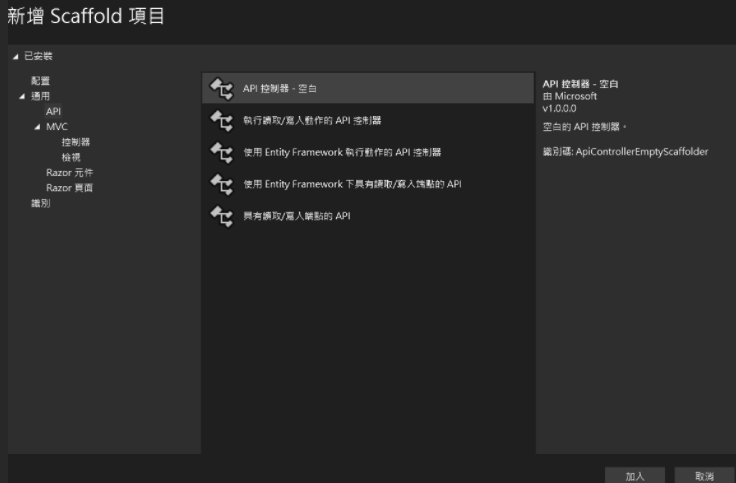 新增 Scaffold 項目
已安裝
配置
通用
API
MVC
控制器
檢視
Razor 元件
Razor 頁面
識別
API 控制器 - 空白
執行讀取/寫入動作的 API 控制器
使用 Entity Framework 執行動作的 API 控制器
使用 Entity Framework 下具有讀取/寫入端點的 API
具有讀取/寫入端點的 API
API 控制器 - 空白
由 Microsoft
v1.0.0.0
空白的 API 控制器。
識別碼: ApiControllerEmptyScaffolder
加入
取消